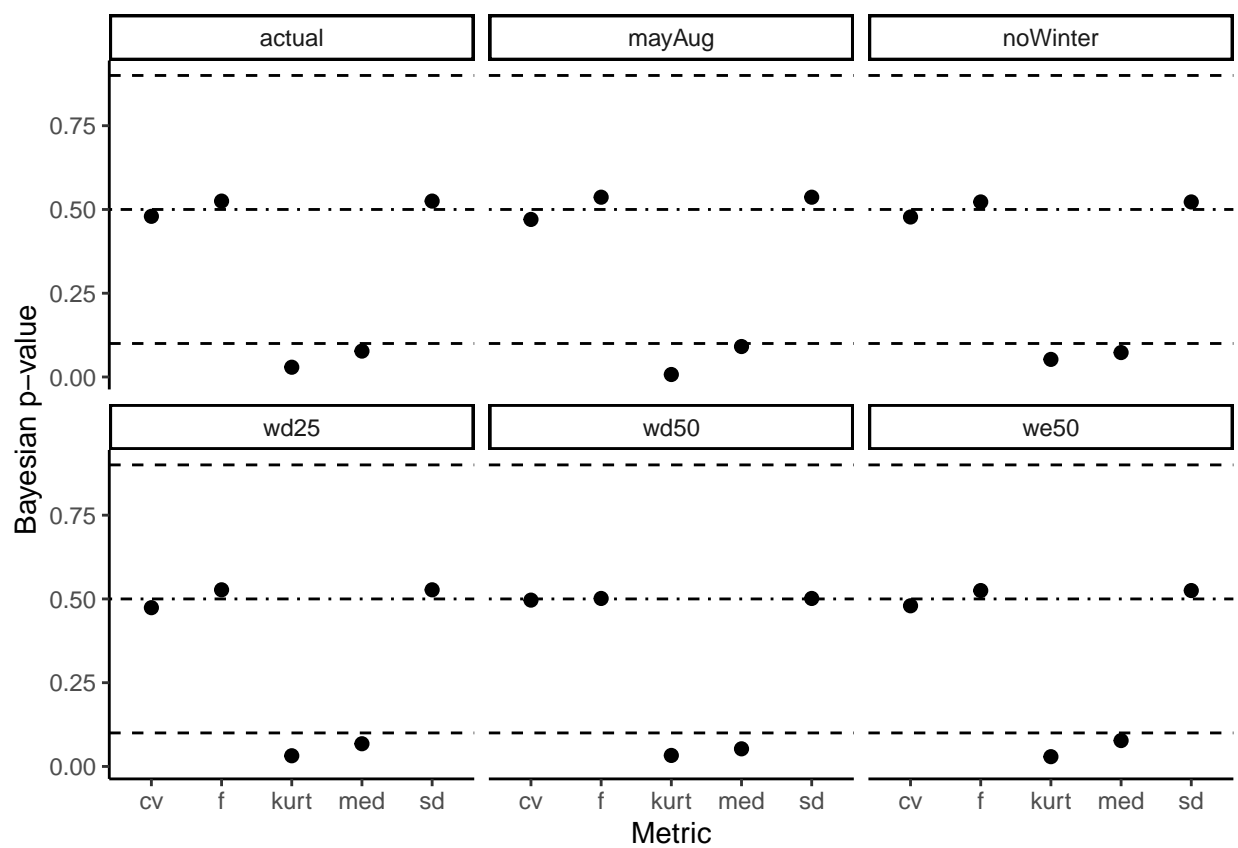 actual mayAug noWinter
0.75
0.50
0.25
0.00
wd25 wd50 we50
0.75
0.50
0.25
0.00
Bayesian p−value
cv f kurt med sd cv f kurt med sd cv f kurt med sd
Metric